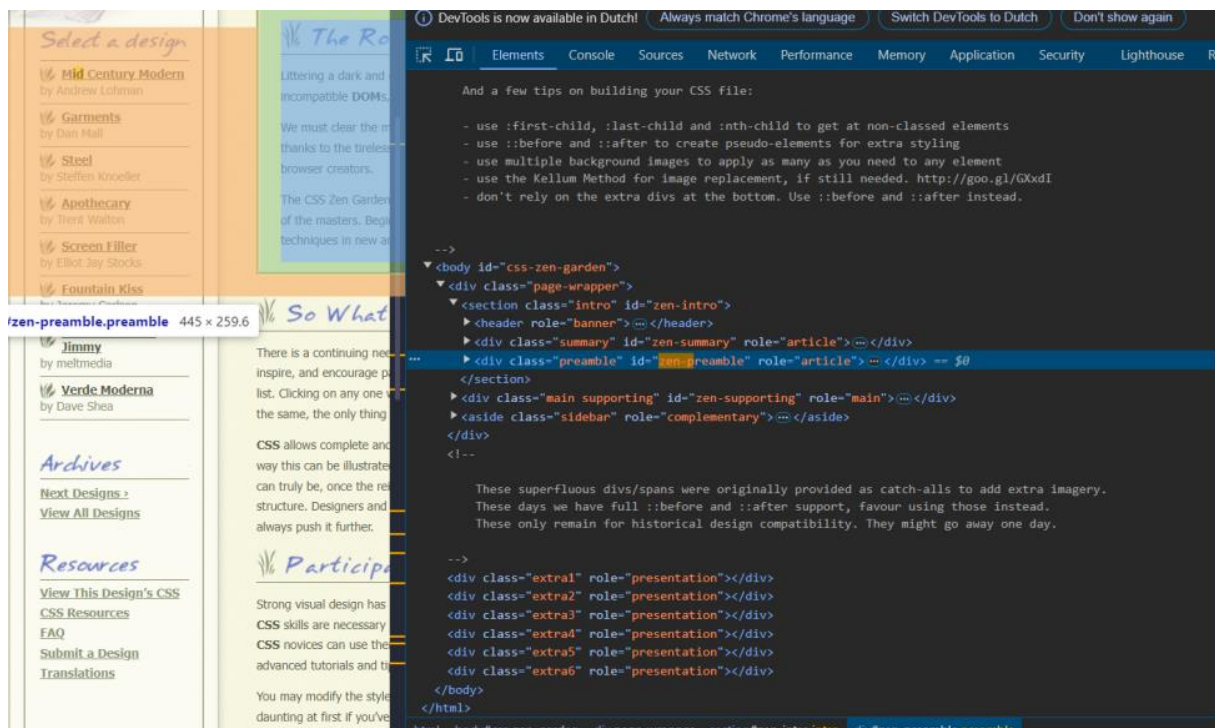 Select a design
Mid Century Modern
by Andrew Lohman
Garments
by Dan Mall
Steel
by Steffen Knoeller
Apothecary
by Trent Walton
Screen Filler
by Elliot Jay Stocks
Fountain Kiss
zen-preamble.preamble 445 × 259.6
Jimmy
by meltmedia
Verde Moderna
by Dave Shea
Archives
Next Designs ›
View All Designs
Resources
View This Design's CSS
CSS Resources
FAQ
Submit a Design
Translations
The Ro
Littering a dark and
incompatible DOMs,
We must clear the m
thanks to the tireless
browser creators.
The CSS Zen Garden
of the masters. Begi
techniques in new an
So What
There is a continuing nee
inspire, and encourage p
list. Clicking on any one
the same, the only thing
CSS allows complete and
way this can be illustrate
can truly be, once the rei
structure. Designers and
always push it further.
Participa
Strong visual design has
CSS skills are necessary
CSS novices can use the
advanced tutorials and ti
You may modify the style
daunting at first if you've
DevTools is now available in Dutch! Always match Chrome's language Switch DevTools to Dutch Don't show again
Elements Console Sources Network Performance Memory Application Security Lighthouse R
And a few tips on building your CSS file:
- use :first-child, :last-child and :nth-child to get at non-classed elements
- use ::before and ::after to create pseudo-elements for extra styling
- use multiple background images to apply as many as you need to any element
- use the Kellum Method for image replacement, if still needed. http://goo.gl/GXxdI
- don't rely on the extra divs at the bottom. Use ::before and ::after instead.
-->
<body id="css-zen-garden">
<div class="page-wrapper">
<section class="intro" id="zen-intro">
<header role="banner">…</header>
<div class="summary" id="zen-summary" role="article">…</div>
… <div class="preamble" id="zen-preamble" role="article">…</div> == $0
</section>
<div class="main supporting" id="zen-supporting" role="main">…</div>
<aside class="sidebar" role="complementary">…</aside>
</div>
<!--
These superfluous divs/spans were originally provided as catch-alls to add extra imagery.
These days we have full ::before and ::after support, favour using those instead.
These only remain for historical design compatibility. They might go away one day.
-->
<div class="extra1" role="presentation"></div>
<div class="extra2" role="presentation"></div>
<div class="extra3" role="presentation"></div>
<div class="extra4" role="presentation"></div>
<div class="extra5" role="presentation"></div>
<div class="extra6" role="presentation"></div>
</body>
</html>